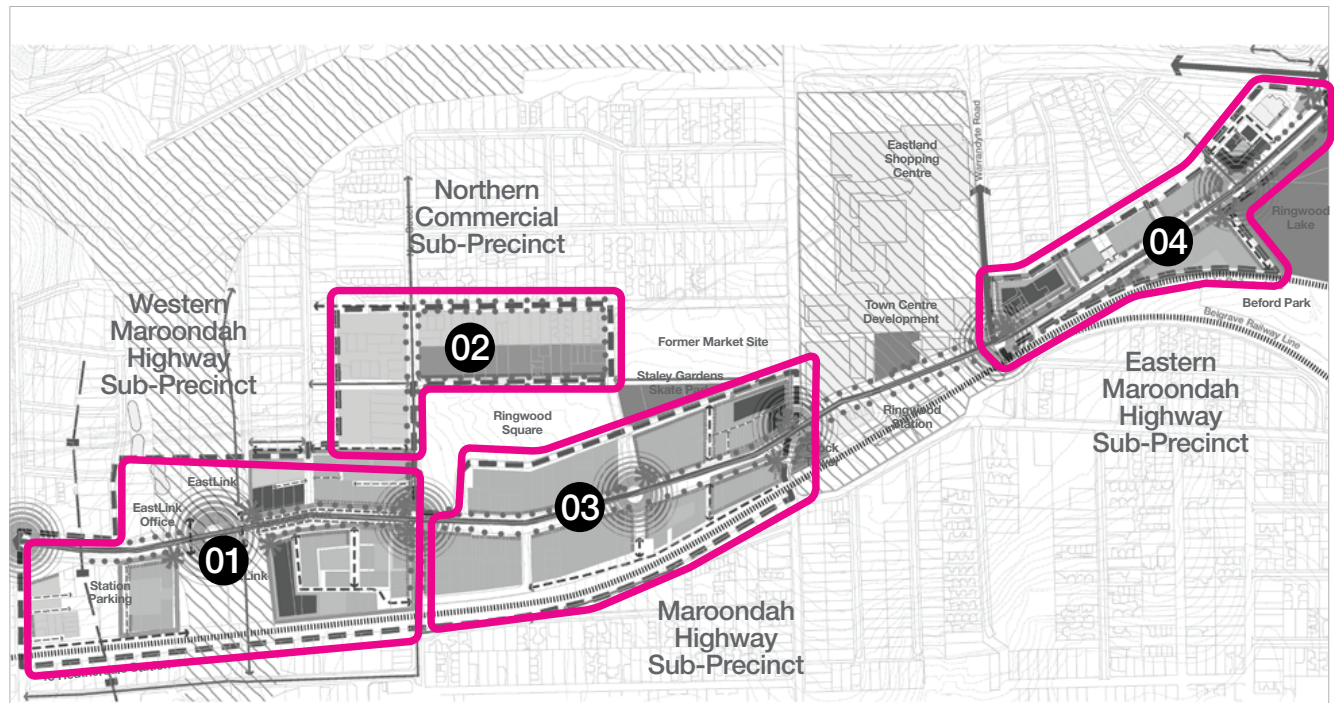 Northern
Commercial
Sub-Precinct
Western
Maroondah
Highway
Sub-Precinct
Eastland
Shopping
Centre
Warrandyte Road
Ringwood
Lake
04
Beford Park
Belgrave Railway Line
Town Centre
Development
02
Former Market Site
Staley Gardens
Skate Park
Ringwood
Square
Ringwood
Station
Eastern
Maroondah
Highway
Sub-Precinct
EastLink
EastLink
Office
03
01
Station
Parking
Maroondah
Highway
Sub-Precinct